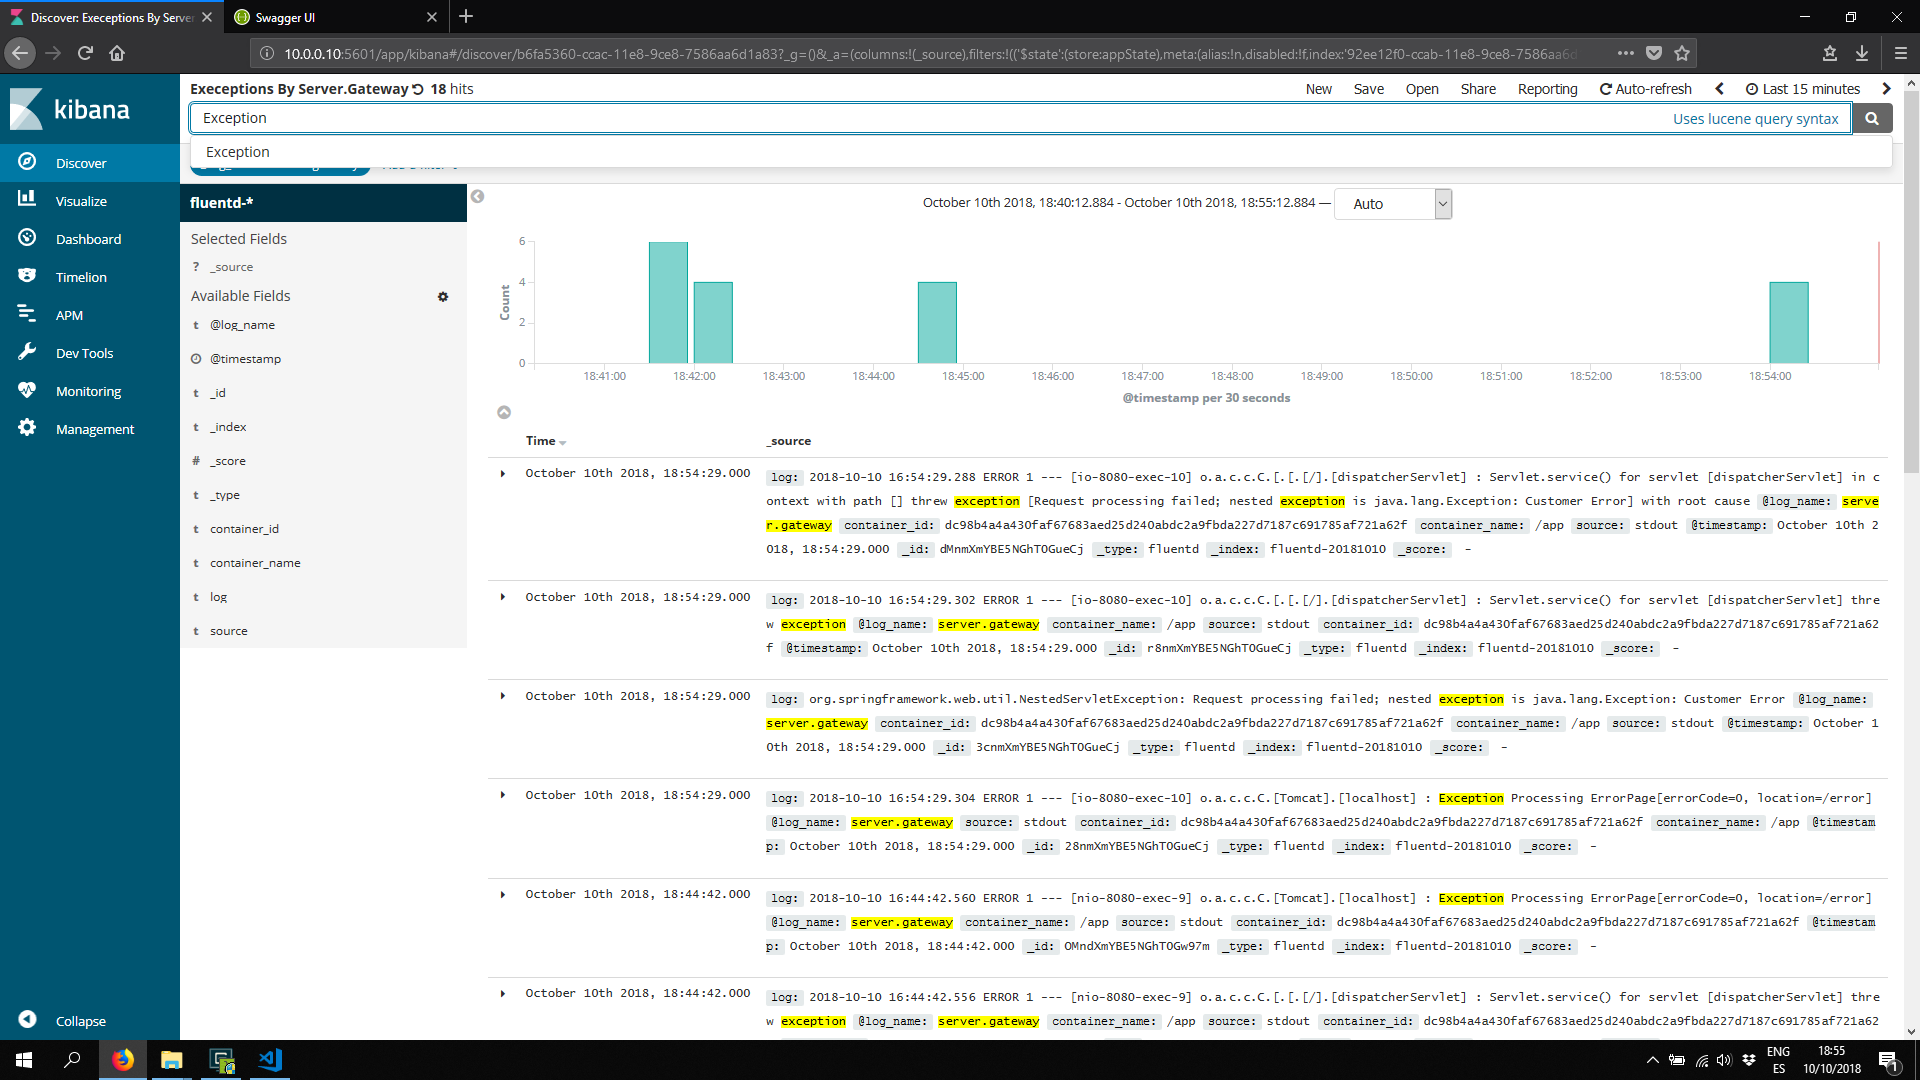 Discover: Execeptions By Server
Swagger UI
10.0.0.10:5601/app/kibana#/discover/b6fa5360-ccac-11e8-9ce8-7586aa6d1a83?_g=()&_a=(columns:!(_source),filters:!(('$state':(store:appState),meta:(alias:!n,disabled:!f,index:'92ee12f0-ccab-11e8-9ce8-7586aa6d
kibana
Discover
Visualize
Dashboard
Timelion
APM
Dev Tools
Monitoring
Management
Collapse
Execeptions By Server.Gateway 18 hits
New Save Open Share Reporting Auto-refresh Last 15 minutes
Exception
Uses lucene query syntax
Exception
fluentd-*
Selected Fields
? _source
Available Fields
t @log_name
@timestamp
t _id
t _index
# _score
t _type
t container_id
t container_name
t log
t source
October 10th 2018, 18:40:12.884 - October 10th 2018, 18:55:12.884 — Auto
Count
6
4
2
0
18:41:00 18:42:00 18:43:00 18:44:00 18:45:00 18:46:00 18:47:00 18:48:00 18:49:00 18:50:00 18:51:00 18:52:00 18:53:00 18:54:00
@timestamp per 30 seconds
Time _source
October 10th 2018, 18:54:29.000
log: 2018-10-10 16:54:29.288 ERROR 1 --- [io-8080-exec-10] o.a.c.c.C.[.[.[/].[dispatcherServlet] : Servlet.service() for servlet [dispatcherServlet] in c
ontext with path [] threw exception [Request processing failed; nested exception is java.lang.Exception: Customer Error] with root cause @log_name: serve
r.gateway container_id: dc98b4a4a430faf67683aed25d240abdc2a9fbda227d7187c691785af721a62f container_name: /app source: stdout @timestamp: October 10th 2
018, 18:54:29.000 _id: dMnmXmYBE5NGhT0GueCj _type: fluentd _index: fluentd-20181010 _score: -
October 10th 2018, 18:54:29.000
log: 2018-10-10 16:54:29.302 ERROR 1 --- [io-8080-exec-10] o.a.c.c.C.[.[.[/].[dispatcherServlet] : Servlet.service() for servlet [dispatcherServlet] thre
w exception @log_name: server.gateway container_name: /app source: stdout container_id: dc98b4a4a430faf67683aed25d240abdc2a9fbda227d7187c691785af721a62
f @timestamp: October 10th 2018, 18:54:29.000 _id: r8nmXmYBE5NGhT0GueCj _type: fluentd _index: fluentd-20181010 _score: -
October 10th 2018, 18:54:29.000
log: org.springframework.web.util.NestedServletException: Request processing failed; nested exception is java.lang.Exception: Customer Error @log_name:
server.gateway container_id: dc98b4a4a430faf67683aed25d240abdc2a9fbda227d7187c691785af721a62f container_name: /app source: stdout @timestamp: October 1
0th 2018, 18:54:29.000 _id: 3cnmXmYBE5NGhT0GueCj _type: fluentd _index: fluentd-20181010 _score: -
October 10th 2018, 18:54:29.000
log: 2018-10-10 16:54:29.304 ERROR 1 --- [io-8080-exec-10] o.a.c.c.C.[Tomcat].[localhost] : Exception Processing ErrorPage[errorCode=0, location=/error]
@log_name: server.gateway source: stdout container_id: dc98b4a4a430faf67683aed25d240abdc2a9fbda227d7187c691785af721a62f container_name: /app @timestam
p: October 10th 2018, 18:54:29.000 _id: 28nmXmYBE5NGhT0GueCj _type: fluentd _index: fluentd-20181010 _score: -
October 10th 2018, 18:44:42.000
log: 2018-10-10 16:44:42.560 ERROR 1 --- [nio-8080-exec-9] o.a.c.c.C.[Tomcat].[localhost] : Exception Processing ErrorPage[errorCode=0, location=/error]
@log_name: server.gateway container_name: /app source: stdout container_id: dc98b4a4a430faf67683aed25d240abdc2a9fbda227d7187c691785af721a62f @timestam
p: October 10th 2018, 18:44:42.000 _id: OMndXmYBE5NGhT0Gw97m _type: fluentd _index: fluentd-20181010 _score: -
October 10th 2018, 18:44:42.000
log: 2018-10-10 16:44:42.556 ERROR 1 --- [nio-8080-exec-9] o.a.c.c.C.[.[.[/].[dispatcherServlet] : Servlet.service() for servlet [dispatcherServlet] thre
w exception @log_name: server.gateway container_name: /app source: stdout container_id: dc98b4a4a430faf67683aed25d240abdc2a9fbda227d7187c691785af721a62
ENG
ES
18:55
10/10/2018
1